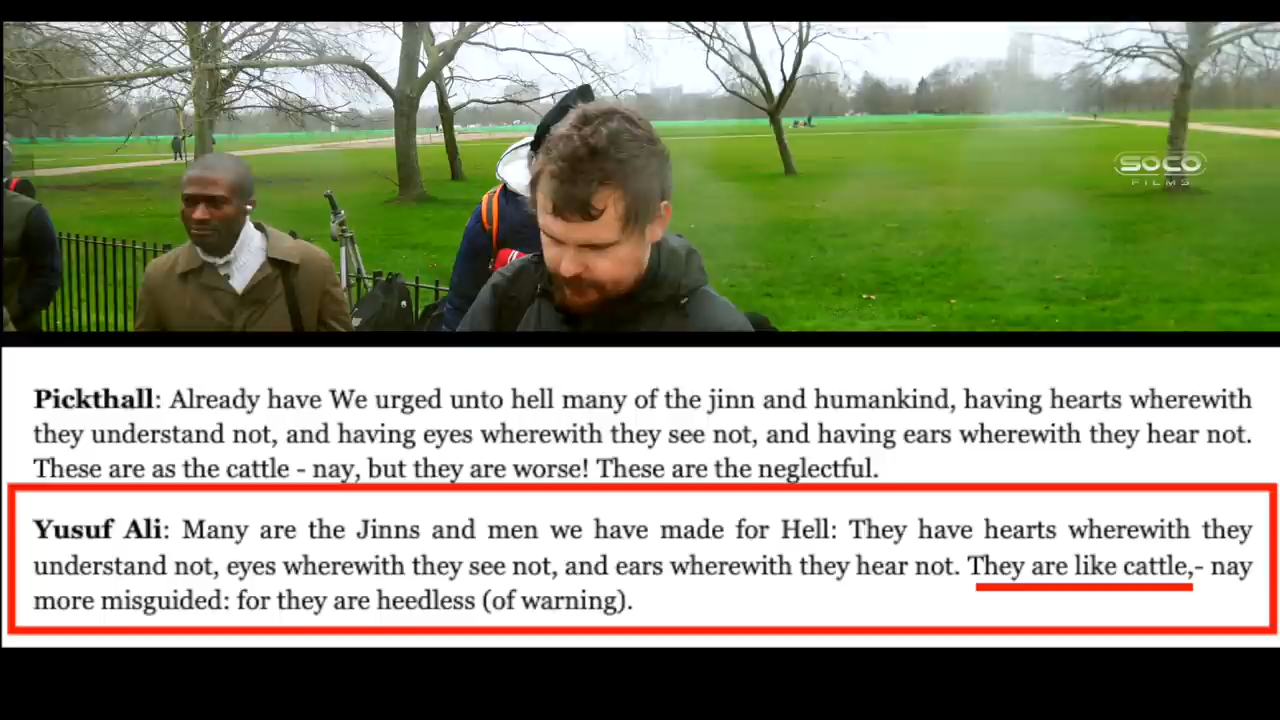 SOCO
FILMS
Pickthall: Already have We urged unto hell many of the jinn and humankind, having hearts wherewith
they understand not, and having eyes wherewith they see not, and having ears wherewith they hear not.
These are as the cattle - nay, but they are worse! These are the neglectful.
Yusuf Ali: Many are the Jinns and men we have made for Hell: They have hearts wherewith they
understand not, eyes wherewith they see not, and ears wherewith they hear not. They are like cattle,- nay
more misguided: for they are heedless (of warning).